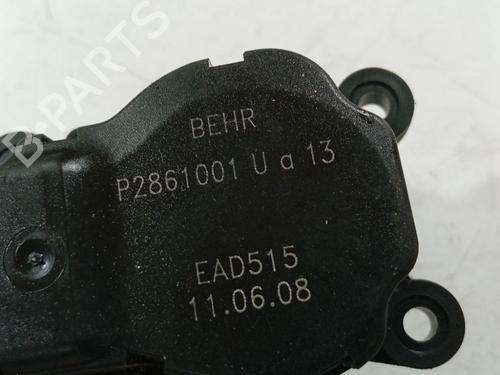 BEHR
P2861001 U a 13
EAD515
11.06.08
B-Parts